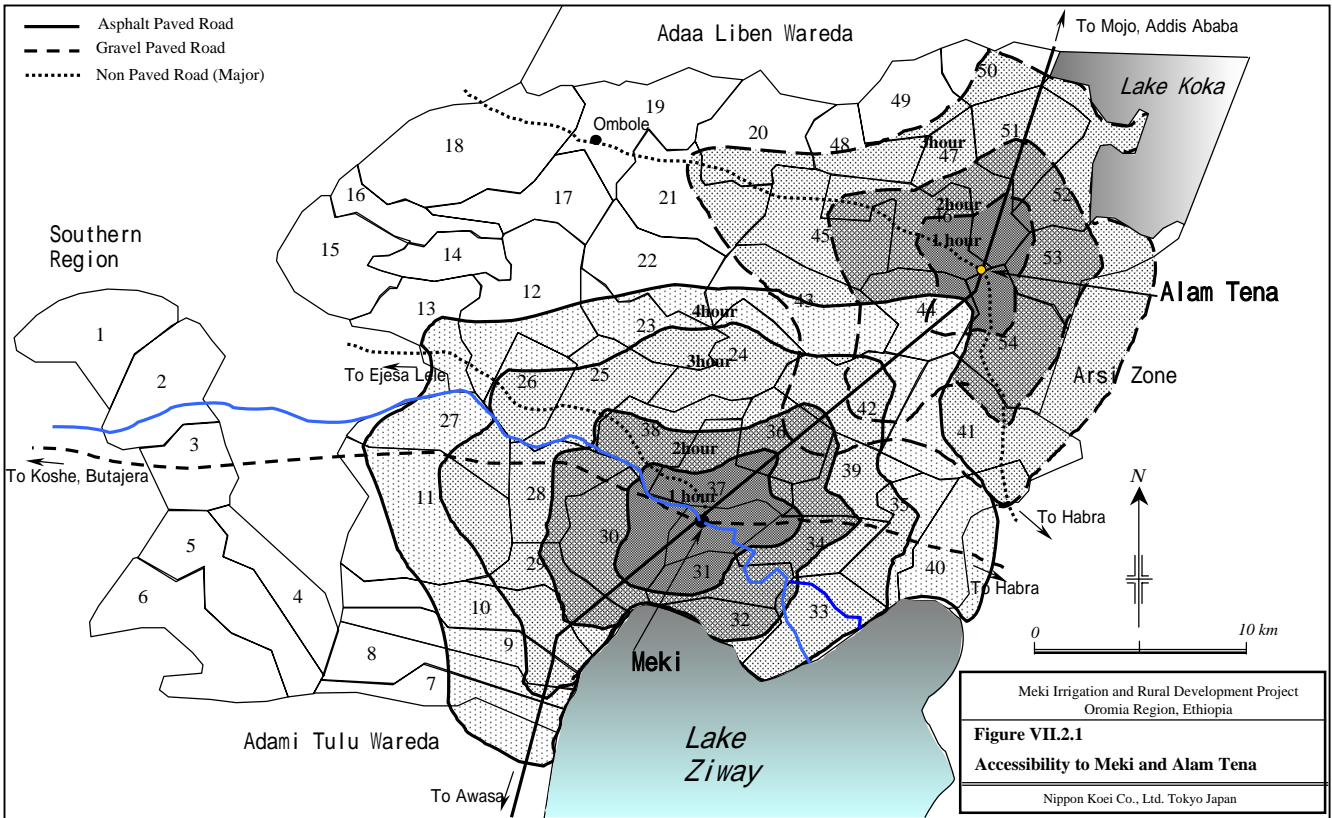 Asphalt Paved Road
Gravel Paved Road
Non Paved Road (Major)
Adaa Liben Wareda
To Mojo, Addis Ababa
Lake Koka
50
49
19
Ombole
20
48
51
3hour
47
18
16
17
21
52
2hour
46
Southern
Region
15
14
45
1 hour
53
22
12
Alam Tena
13
43
44
4hour
23
1
24
54
3hour
2
To Ejesa Lele
26
25
Arsi Zone
42
27
41
38
36
3
2hour
39
To Koshe, Butajera
11
28
37
1 hour
35
N
To Habra
5
30
34
29
31
40
6
4
To Habra
10
32
33
0
10 km
9
8
Meki
7
Adami Tulu Wareda
Lake
Ziway
To Awasa
Meki Irrigation and Rural Development Project
Oromia Region, Ethiopia
Figure VII.2.1
Accessibility to Meki and Alam Tena
Nippon Koei Co., Ltd. Tokyo Japan